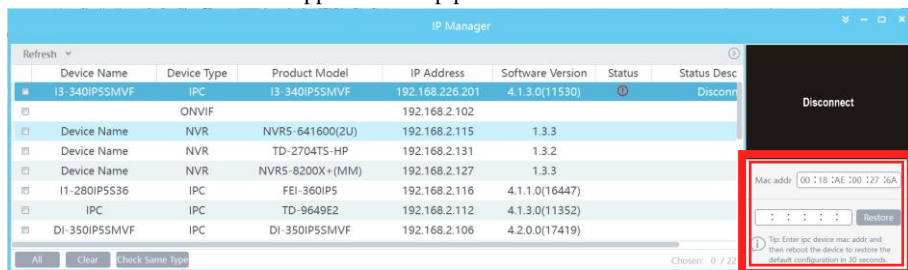 IP Manager
Refresh
Device Name Device Type Product Model IP Address Software Version Status Status Desc
I3-340IP5SMVF IPC I3-340IP5SMVF 192.168.226.201 4.1.3.0(11530) Disconn
ONVIF 192.168.2.102
Device Name NVR NVR5-641600(2U) 192.168.2.115 1.3.3
Device Name NVR TD-2704TS-HP 192.168.2.131 1.3.2
Device Name NVR NVR5-8200X+(MM) 192.168.2.127 1.3.3
I1-280IP5S36 IPC FEI-360IP5 192.168.2.116 4.1.1.0(16447)
IPC IPC TD-9649E2 192.168.2.112 4.1.3.0(11352)
DI-350IP5SMVF IPC DI-350IP5SMVF 192.168.2.106 4.2.0.0(17419)
All Clear Check Same Type Chosen: 0 / 22
Disconnect
Mac addr 00 :18 :AE :00 :27 :6A
: : : : : Restore
Tip: Enter ipc device mac addr, and
then reboot the device to restore the
default configuration in 30 seconds.